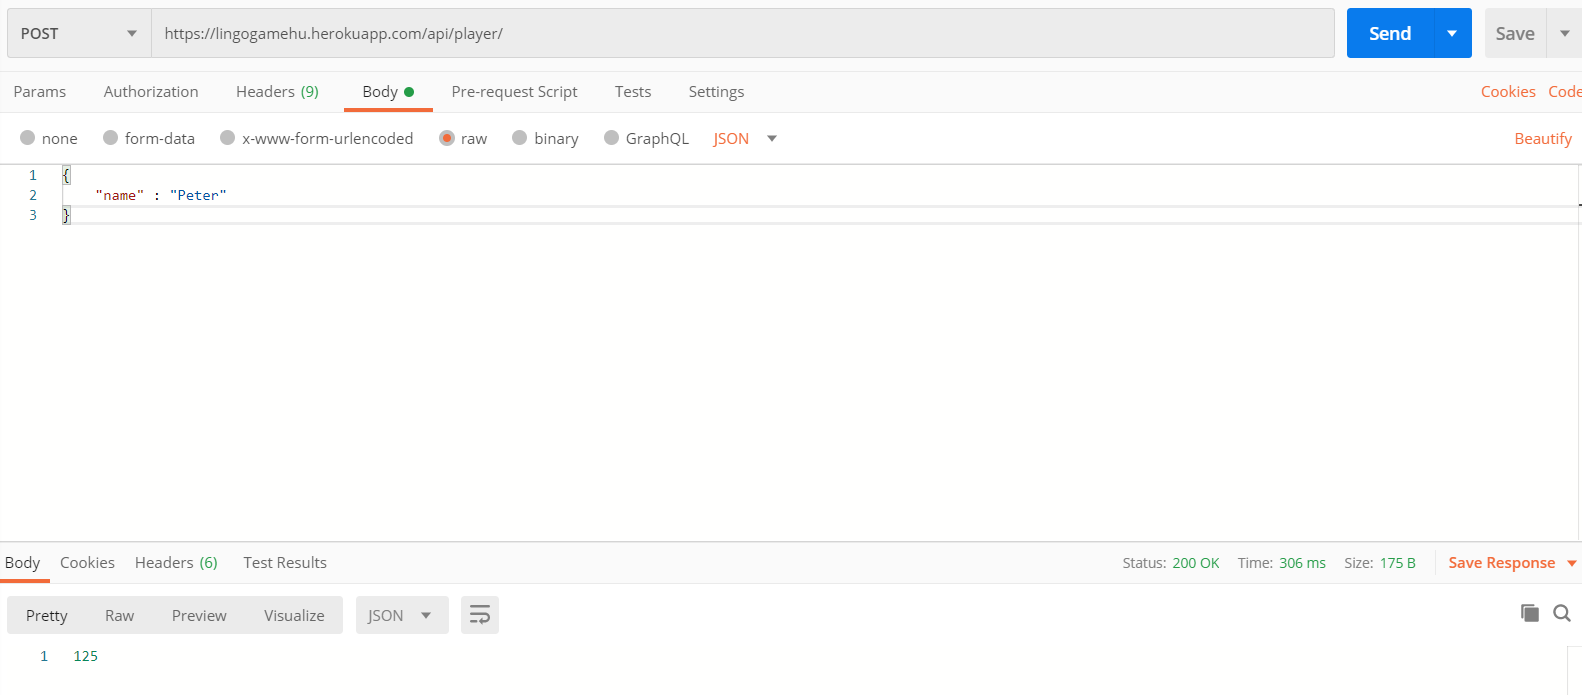 POST https://lingogamehu.herokuapp.com/api/player/ Send Save
Params Authorization Headers (9) Body Pre-request Script Tests Settings Cookies Code
none form-data x-www-form-urlencoded raw binary GraphQL JSON Beautify
1 {
2 "name" : "Peter"
3 }
Body Cookies Headers (6) Test Results Status: 200 OK Time: 306 ms Size: 175 B Save Response
Pretty Raw Preview Visualize JSON
1 125